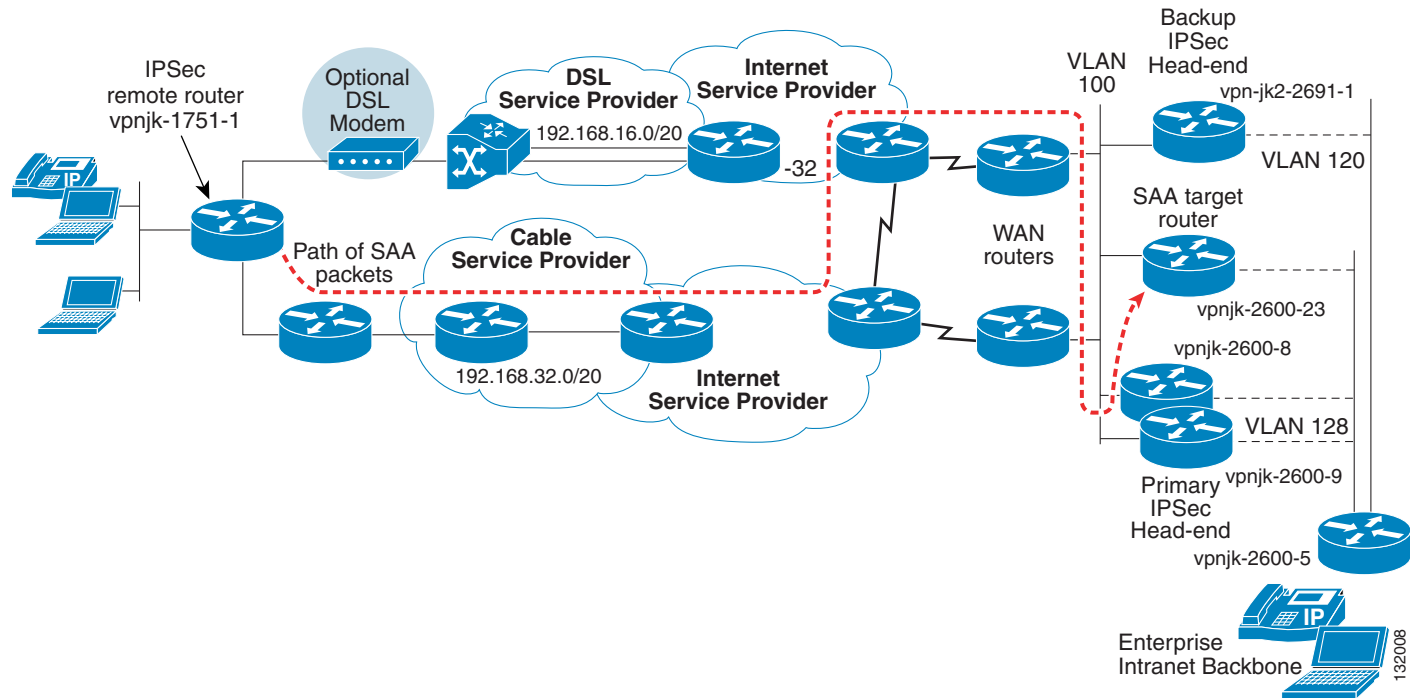 IPSec
remote router
vpnjk-1751-1
IP
Optional
DSL
Modem
DSL
Service Provider
192.168.16.0/20
Internet
Service Provider
-32
Path of SAA
packets
Cable
Service Provider
192.168.32.0/20
Internet
Service Provider
WAN
routers
VLAN
100
Backup
IPSec
Head-end
vpn-jk2-2691-1
VLAN 120
SAA target
router
vpnjk-2600-23
vpnjk-2600-8
VLAN 128
vpnjk-2600-9
Primary
IPSec
Head-end
vpnjk-2600-5
IP
Enterprise
Intranet Backbone
132008